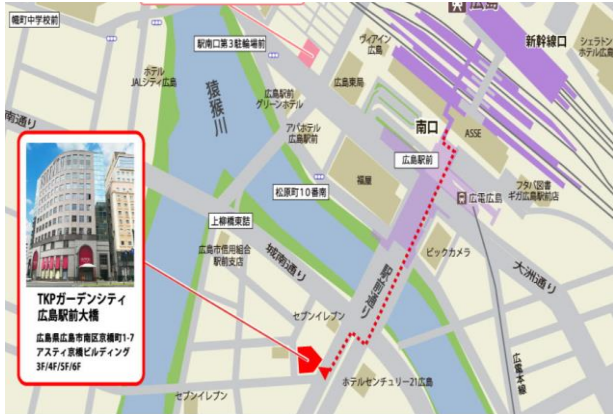 幟町中学校前
駅南口第3駐輪場前
ヴィアイン
広島
広島
新幹線口
シェラトン
ホテル広島
ホテル
JALシティ広島
猿猴川
広島駅前
グリーンホテル
広島東局
南口
ASSE
アパホテル
広島駅前
広島駅前
福屋
松原町10番南
広電広島
フタバ図書
ギガ広島駅前店
上柳橋東詰
広島市信用組合
駅前支店
城南通り
ビックカメラ
駅前通り
大洲通り
南通り
TKPガーデンシティ
広島駅前大橋
広島県広島市南区京橋町1-7
アスティ京橋ビルディング
3F/4F/5F/6F
セブンイレブン
セブンイレブン
ホテルセンチュリー21広島
広電本線